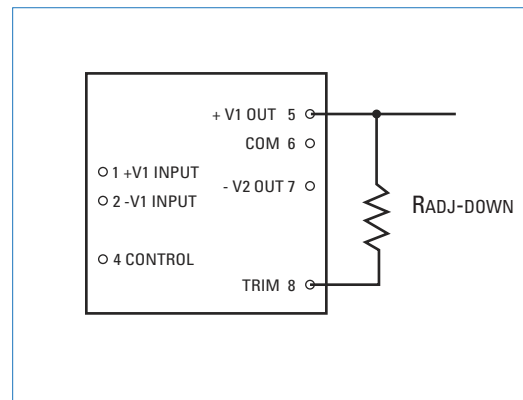 + V1 OUT 5
COM 6
1 +V1 INPUT
- V2 OUT 7
2 -V1 INPUT
RADJ-DOWN
4 CONTROL
TRIM 8